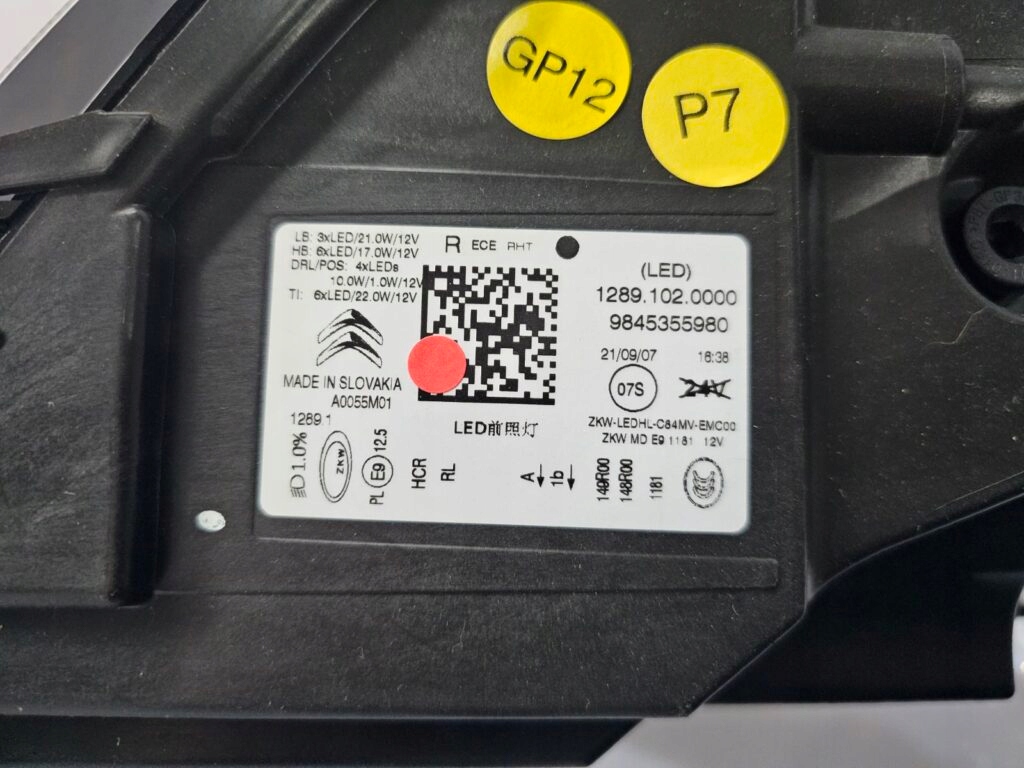 GP12
P7
LB: 3xLED/21.0W/12V
HB: 6xLED/17.0W/12V
DRL/POS: 4xLEDs
10.0W/1.0W/12V
TI: 6xLED/22.0W/12V
R ECE RHT
(LED)
1289.102.0000
9845355980
21/09/07 16:38
07S 24V
MADE IN SLOVAKIA
A0055M01
LED前照灯
ZKW-LEDHL-C84MV-EMC00
ZKW MD E9 1181 12V
1289.1
1.0%
ZKW
PL E9 12.5
HCR
RL
A
1b
149R00
148R00
1181